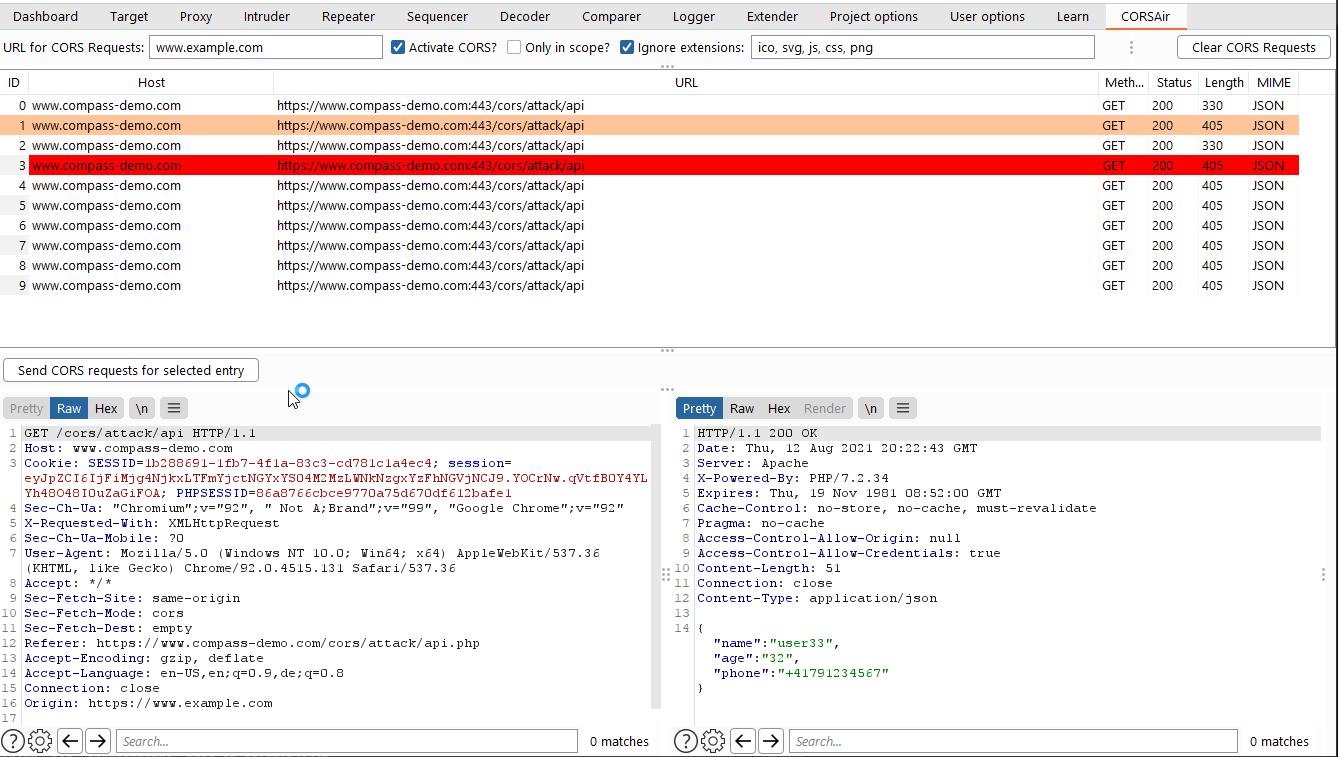 Dashboard Target Proxy Intruder Repeater Sequencer Decoder Comparer Logger Extender Project options User options Learn CORSAir
URL for CORS Requests: www.example.com Activate CORS? Only in scope? Ignore extensions: ico, svg, js, css, png Clear CORS Requests
ID Host URL Meth... Status Length MIME
0 www.compass-demo.com https://www.compass-demo.com:443/cors/attack/api GET 200 330 JSON
1 www.compass-demo.com https://www.compass-demo.com:443/cors/attack/api GET 200 405 JSON
2 www.compass-demo.com https://www.compass-demo.com:443/cors/attack/api GET 200 330 JSON
3 www.compass-demo.com https://www.compass-demo.com:443/cors/attack/api GET 200 405 JSON
4 www.compass-demo.com https://www.compass-demo.com:443/cors/attack/api GET 200 405 JSON
5 www.compass-demo.com https://www.compass-demo.com:443/cors/attack/api GET 200 405 JSON
6 www.compass-demo.com https://www.compass-demo.com:443/cors/attack/api GET 200 405 JSON
7 www.compass-demo.com https://www.compass-demo.com:443/cors/attack/api GET 200 405 JSON
8 www.compass-demo.com https://www.compass-demo.com:443/cors/attack/api GET 200 405 JSON
9 www.compass-demo.com https://www.compass-demo.com:443/cors/attack/api GET 200 405 JSON
Send CORS requests for selected entry
Pretty Raw Hex \n
1 GET /cors/attack/api HTTP/1.1
2 Host: www.compass-demo.com
3 Cookie: SESSID=1b288691-1fb7-4f1a-83c3-cd781c1a4ec4; session=
eyJpZCI6IjFiMjg4NjkxLTFmYjctNGYxYS04M2MzLWNkNzgxYzFhNGVjNCJ9.YOCrNw.qVtfBOY4YL
Yh48O48IOuZaGiFOA; PHPSESSID=86a8766cbce9770a75d670df612bafe1
4 Sec-Ch-Ua: "Chromium";v="92", " Not A;Brand";v="99", "Google Chrome";v="92"
5 X-Requested-With: XMLHttpRequest
6 Sec-Ch-Ua-Mobile: ?0
7 User-Agent: Mozilla/5.0 (Windows NT 10.0; Win64; x64) AppleWebKit/537.36
(KHTML, like Gecko) Chrome/92.0.4515.131 Safari/537.36
8 Accept: */*
9 Sec-Fetch-Site: same-origin
10 Sec-Fetch-Mode: cors
11 Sec-Fetch-Dest: empty
12 Referer: https://www.compass-demo.com/cors/attack/api.php
13 Accept-Encoding: gzip, deflate
14 Accept-Language: en-US,en;q=0.9,de;q=0.8
15 Connection: close
16 Origin: https://www.example.com
17
Search... 0 matches
Pretty Raw Hex Render \n
1 HTTP/1.1 200 OK
2 Date: Thu, 12 Aug 2021 20:22:43 GMT
3 Server: Apache
4 X-Powered-By: PHP/7.2.34
5 Expires: Thu, 19 Nov 1981 08:52:00 GMT
6 Cache-Control: no-store, no-cache, must-revalidate
7 Pragma: no-cache
8 Access-Control-Allow-Origin: null
9 Access-Control-Allow-Credentials: true
10 Content-Length: 51
11 Connection: close
12 Content-Type: application/json
13
14 {
"name":"user33",
"age":"32",
"phone":"+41791234567"
}
Search... 0 matches